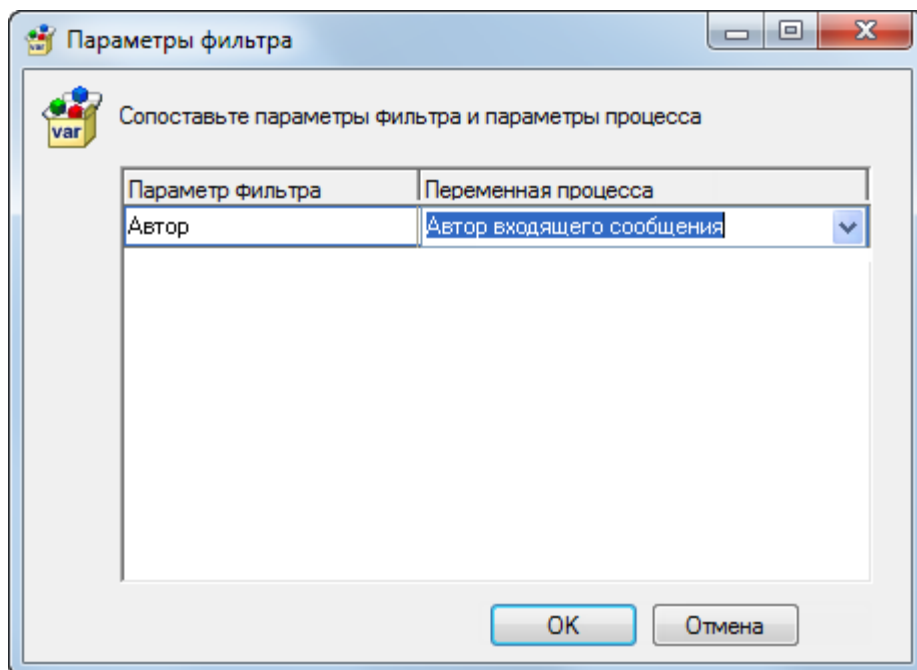 Параметры фильтра
Сопоставьте параметры фильтра и параметры процесса
var
Параметр фильтра Переменная процесса
Автор Автор входящего сообщения
OK Отмена